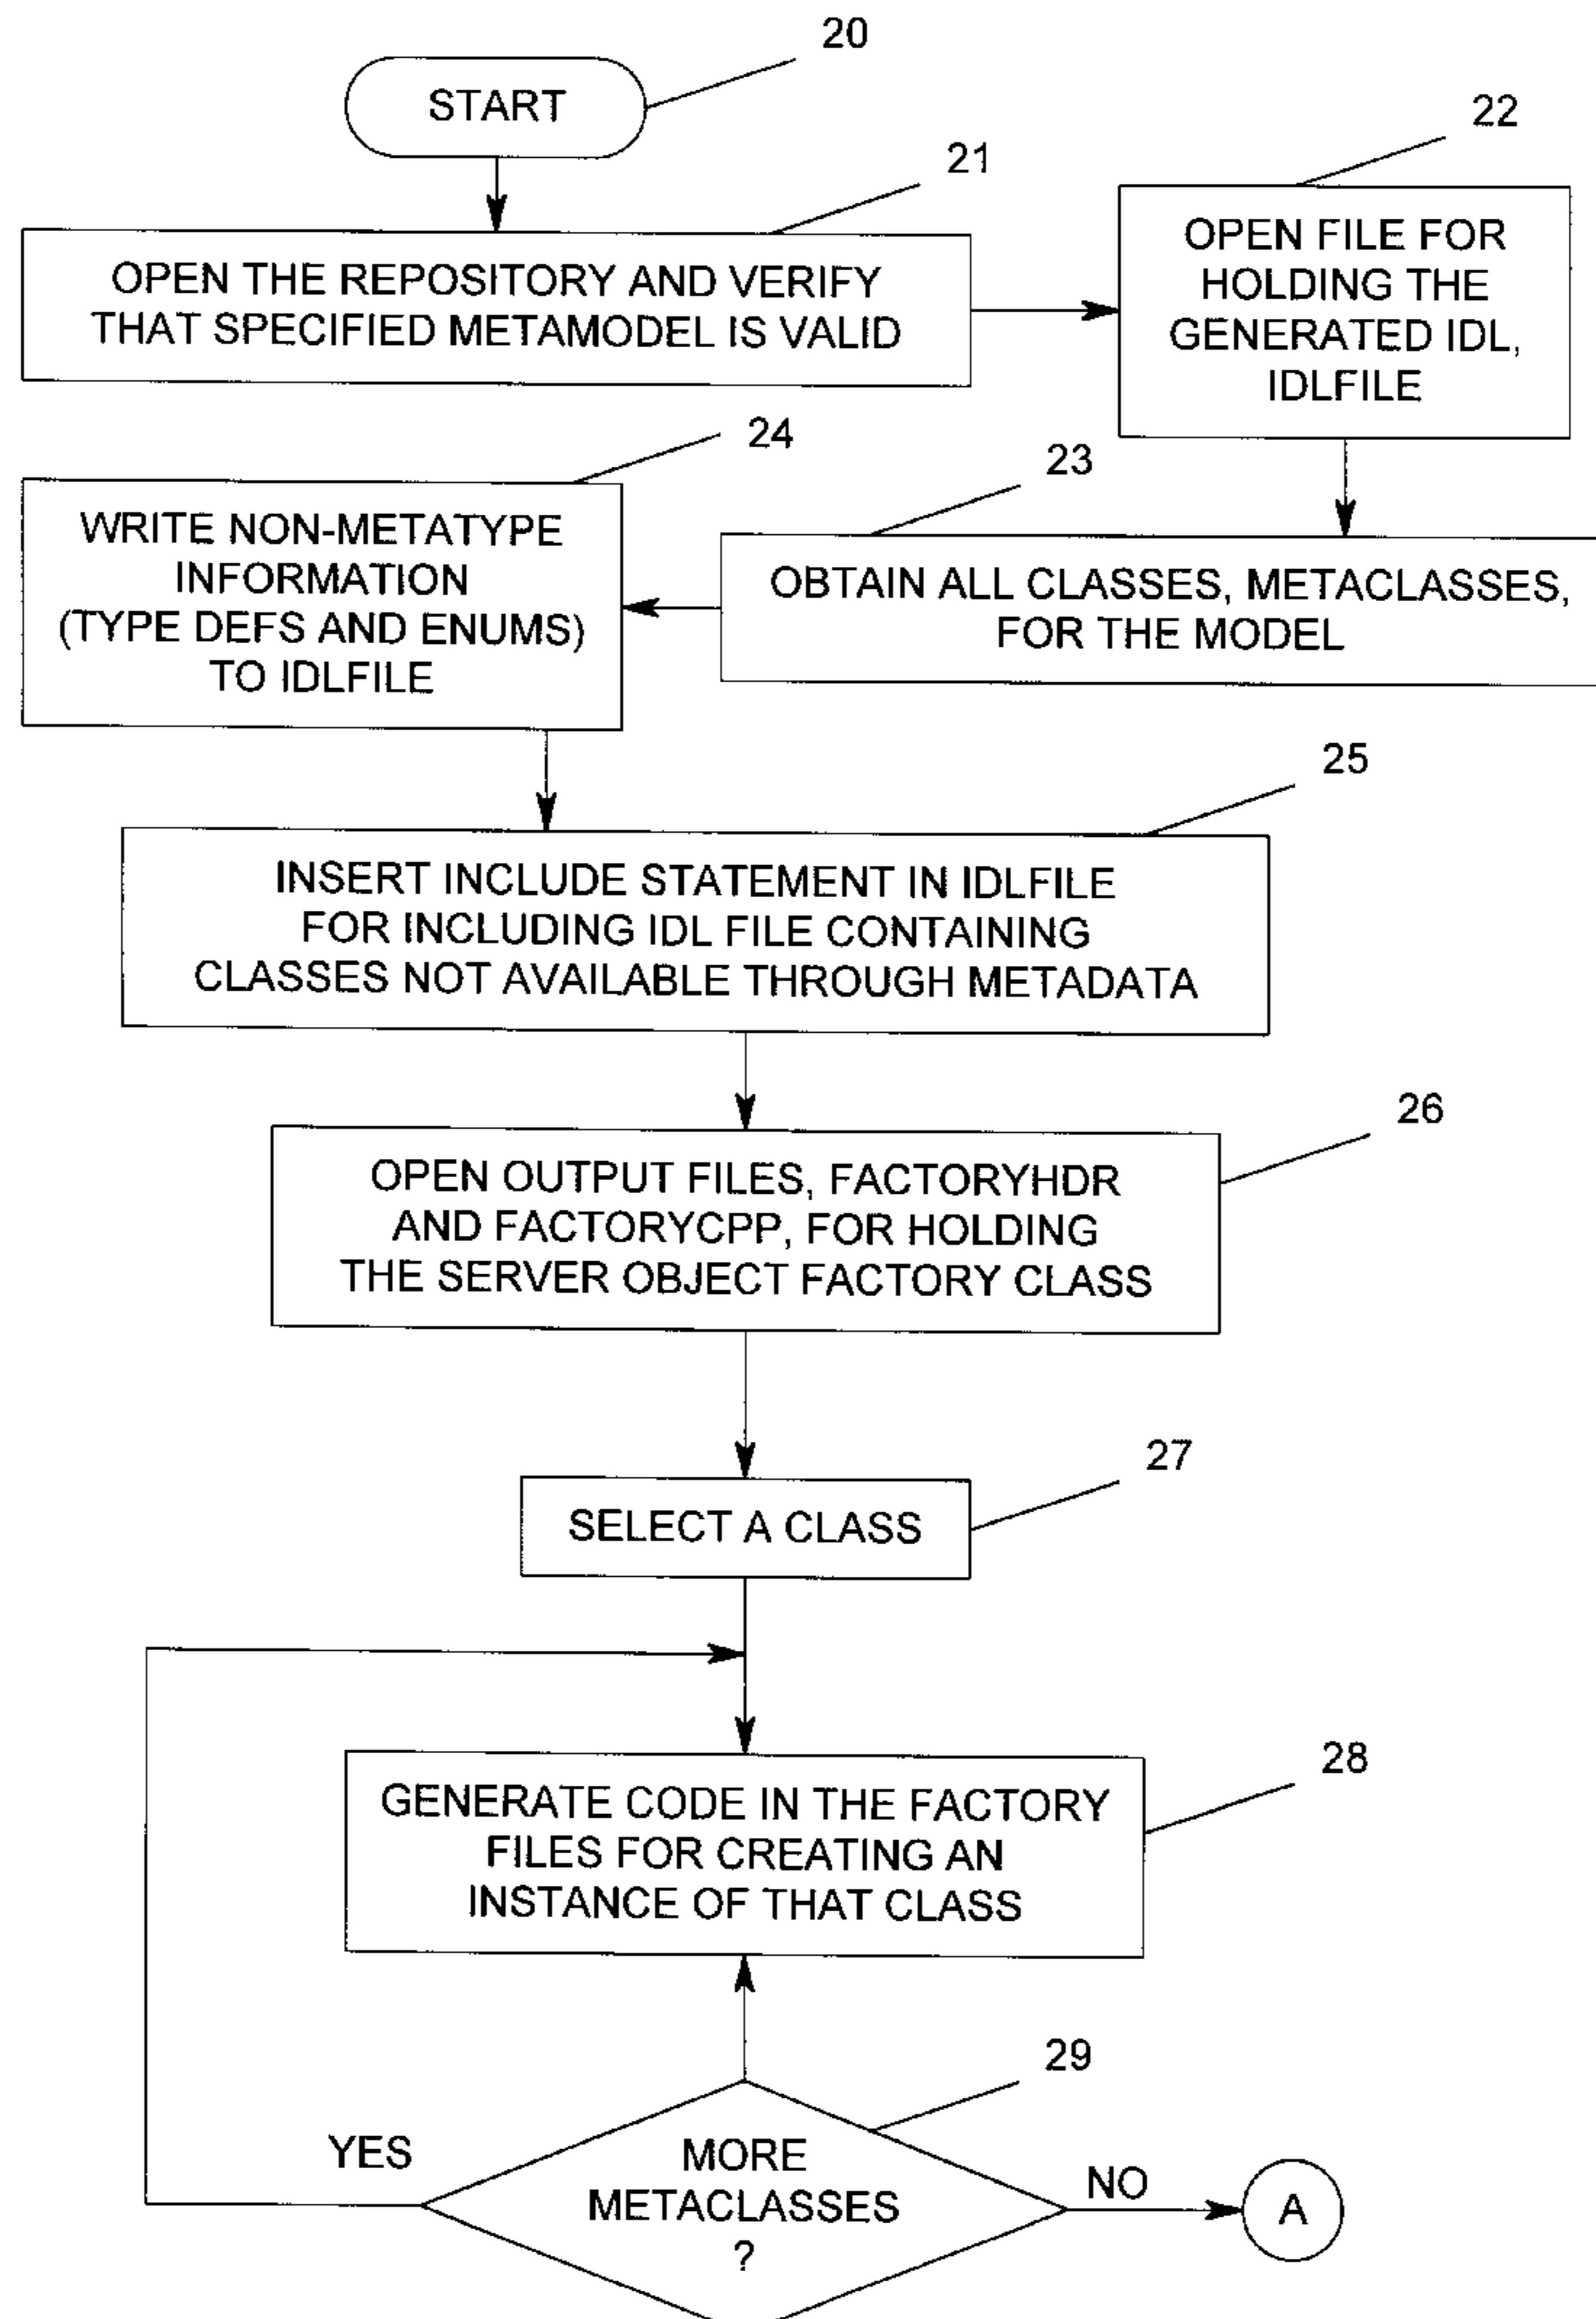 20
START
21
OPEN THE REPOSITORY AND VERIFY
THAT SPECIFIED METAMODEL IS VALID
22
OPEN FILE FOR
HOLDING THE
GENERATED IDL,
IDLFILE
23
OBTAIN ALL CLASSES, METACLASSES,
FOR THE MODEL
24
WRITE NON-METATYPE
INFORMATION
(TYPE DEFS AND ENUMS)
TO IDLFILE
25
INSERT INCLUDE STATEMENT IN IDLFILE
FOR INCLUDING IDL FILE CONTAINING
CLASSES NOT AVAILABLE THROUGH METADATA
26
OPEN OUTPUT FILES, FACTORYHDR
AND FACTORYCPP, FOR HOLDING
THE SERVER OBJECT FACTORY CLASS
27
SELECT A CLASS
28
GENERATE CODE IN THE FACTORY
FILES FOR CREATING AN
INSTANCE OF THAT CLASS
29
MORE
METACLASSES
?
YES
NO
A